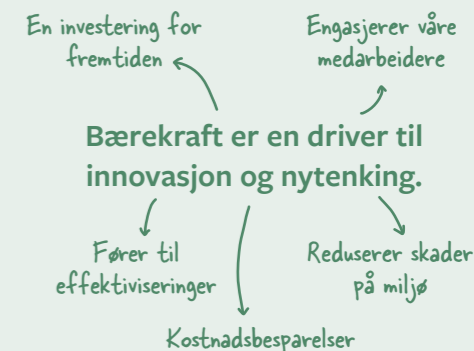 En investering for
fremtiden
Engasjerer våre
medarbeidere
Bærekraft er en driver til
innovasjon og nytenking.
Fører til
effektiviseringer
Reduserer skader
på miljø
Kostnadsbesparelser